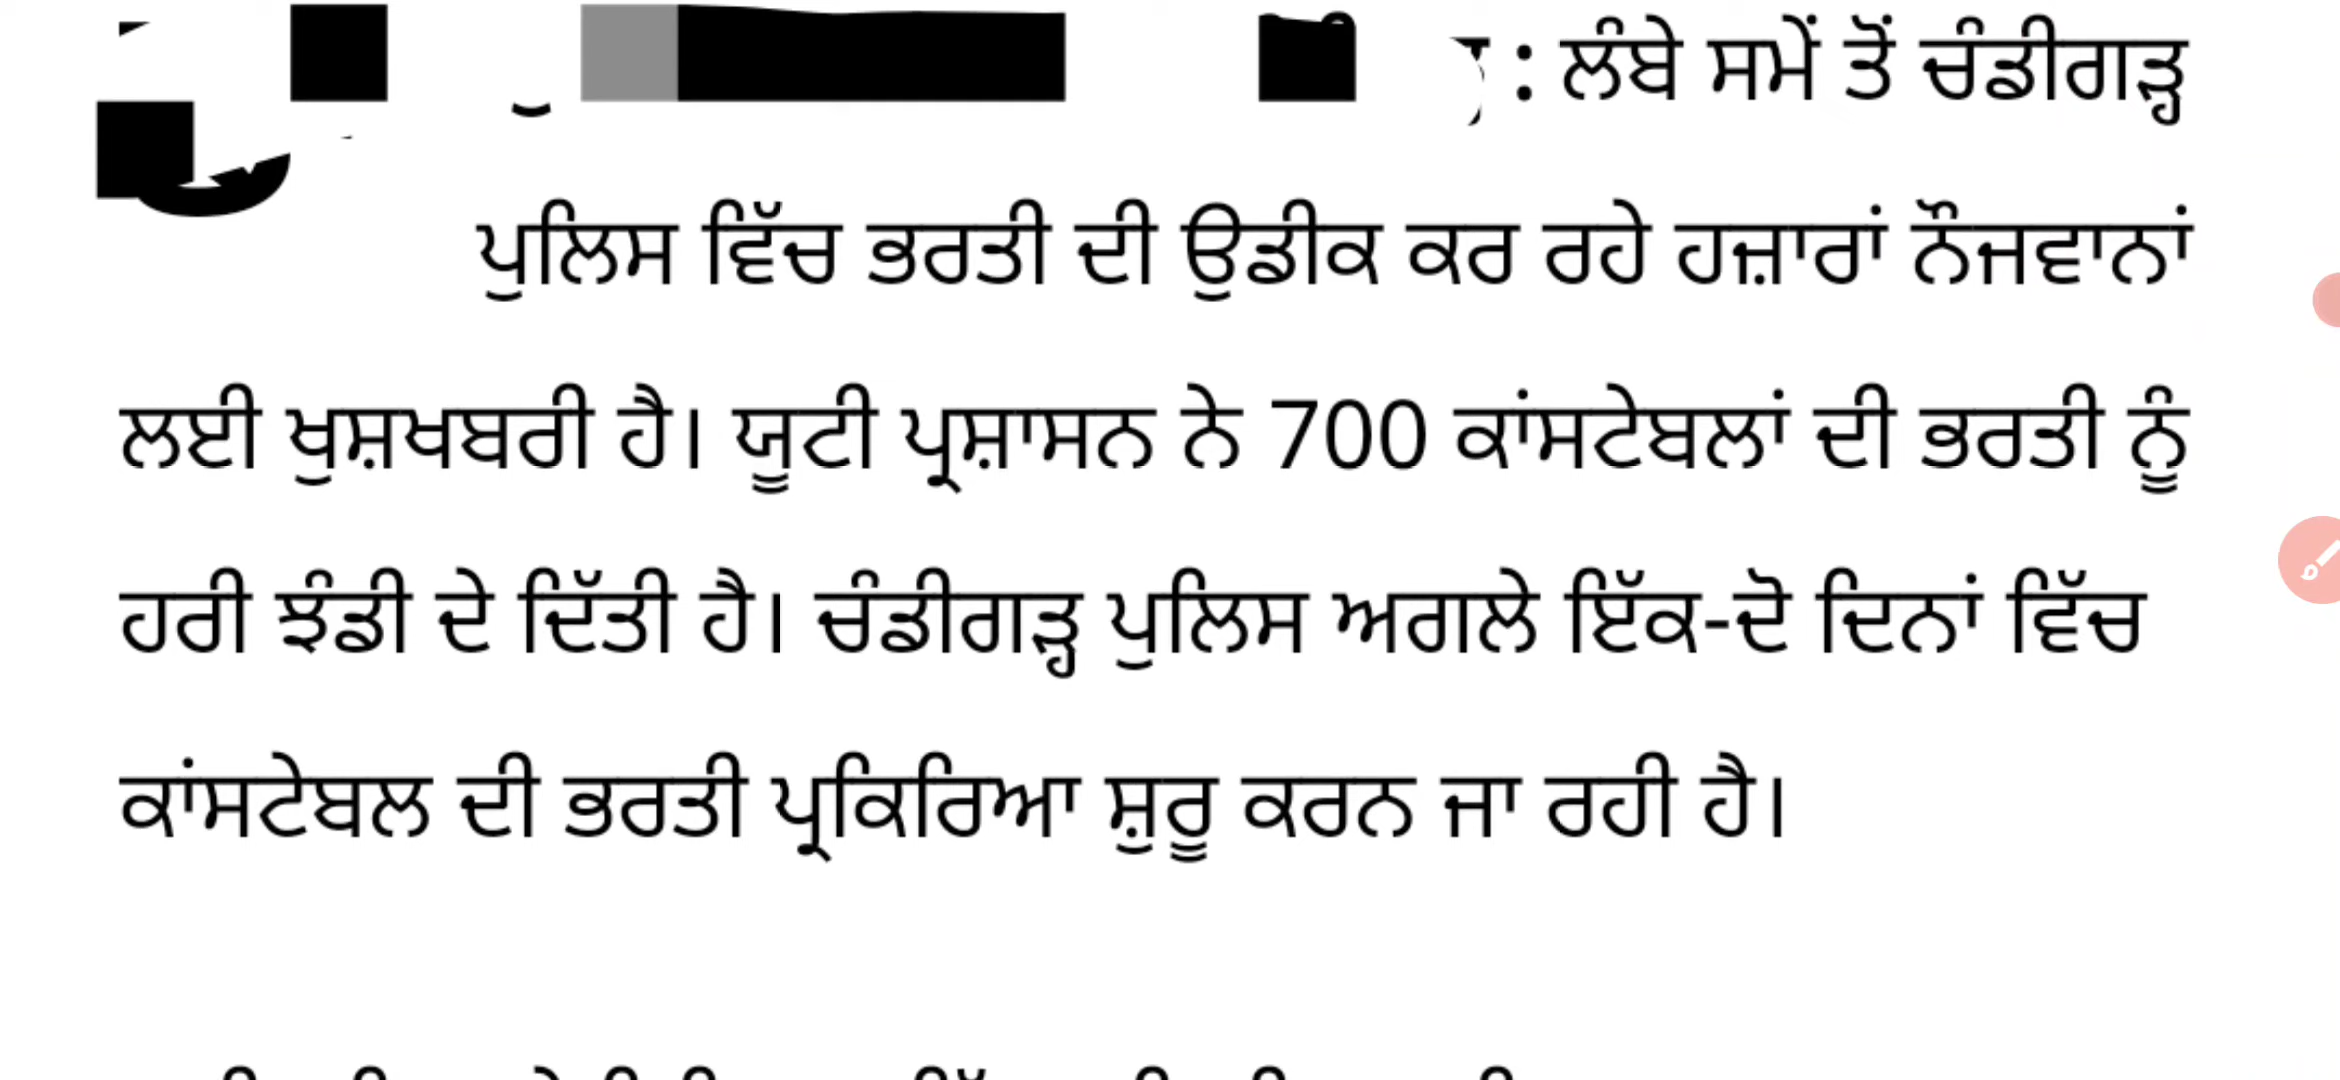 : ਲੰਬੇ ਸਮੇਂ ਤੋਂ ਚੰਡੀਗੜ੍ਹ
ਪੁਲਿਸ ਵਿੱਚ ਭਰਤੀ ਦੀ ਉਡੀਕ ਕਰ ਰਹੇ ਹਜ਼ਾਰਾਂ ਨੌਜਵਾਨਾਂ
ਲਈ ਖੁਸ਼ਖਬਰੀ ਹੈ। ਯੂਟੀ ਪ੍ਰਸ਼ਾਸਨ ਨੇ 700 ਕਾਂਸਟੇਬਲਾਂ ਦੀ ਭਰਤੀ ਨੂੰ
ਹਰੀ ਝੰਡੀ ਦੇ ਦਿੱਤੀ ਹੈ। ਚੰਡੀਗੜ੍ਹ ਪੁਲਿਸ ਅਗਲੇ ਇੱਕ-ਦੋ ਦਿਨਾਂ ਵਿੱਚ
ਕਾਂਸਟੇਬਲ ਦੀ ਭਰਤੀ ਪ੍ਰਕਿਰਿਆ ਸ਼ੁਰੂ ਕਰਨ ਜਾ ਰਹੀ ਹੈ।